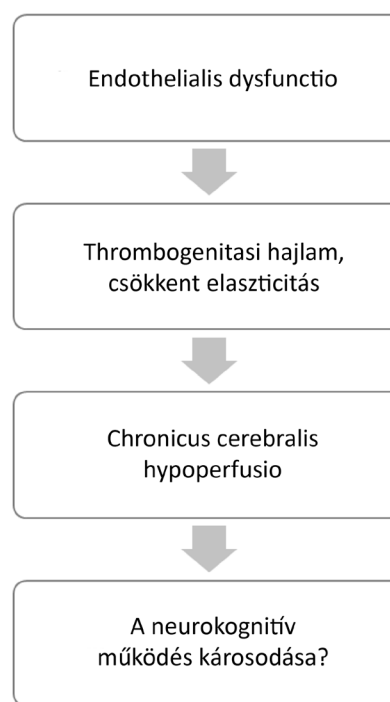 Endothelialis dysfunctio
Thrombogenitasi hajlam,
csökkent elaszticitás
Chronicus cerebralis
hypoperfusio
A neurokognitív
működés károsodása?